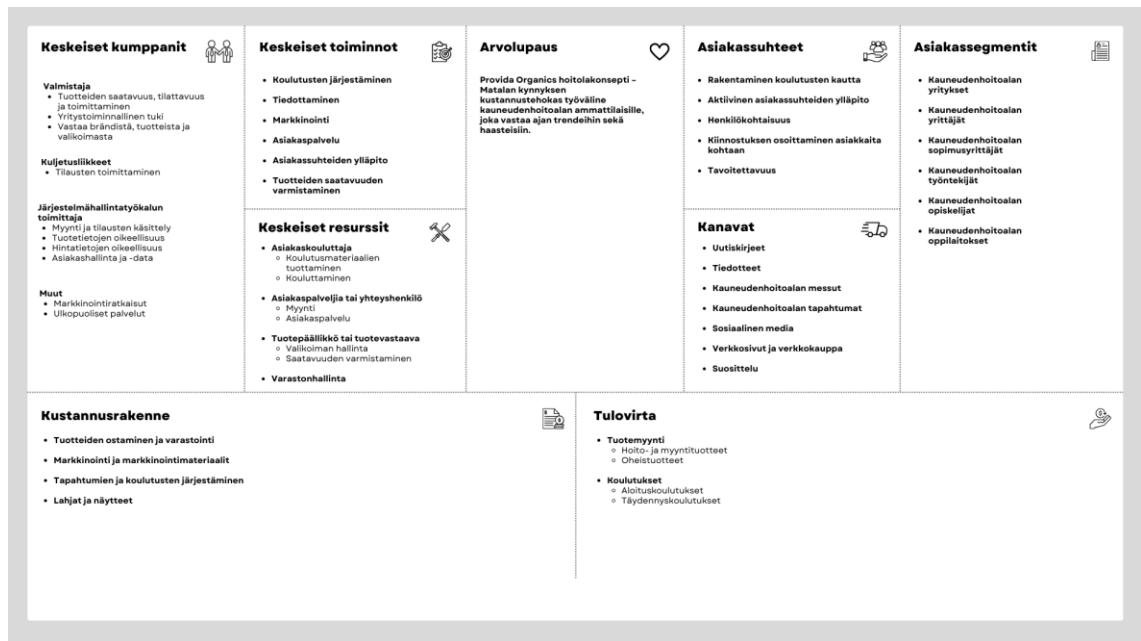 Keskeiset kumppanit
Valmistaja
Tuotteiden saatavuus, tilattavuus
ja toimittaminen
Yritystoiminnallinen tuki
Vastaa brändistä, tuotteista ja
valikoimasta
Kuljetusliikkeet
Tilausten toimittaminen
Järjestelmähallintatyökalun
toimittaja
Myynti ja tilausten käsittely
Tuotetietojen oikeellisuus
Hintatietojen oikeellisuus
Asiakashallinta ja -data
Muut
Markkinointiratkaisut
Ulkopuoliset palvelut
Keskeiset toiminnot
Koulutusten järjestäminen
Tiedottaminen
Markkinointi
Asiakaspalvelu
Asiakassuhteiden ylläpito
Tuotteiden saatavuuden
varmistaminen
Keskeiset resurssit
Asiakaskouluttaja
Koulutusmateriaalien
tuottaminen
Kouluttaminen
Asiakaspalveljia tai yhteyshenkilö
Myynti
Asiakaspalvelu
Tuotepäällikkö tai tuotevastaava
Valikoiman hallinta
Saatavuuden varmistaminen
Varastonhallinta
Arvolupaus
Provida Organics hoitolakonsepti –
Matalan kynnyksen
kustannustehokas työväline
kauneudenhoitoalan ammattilaisille,
joka vastaa ajan trendeihin sekä
haasteisiin.
Asiakassuhteet
Rakentaminen koulutusten kautta
Aktiivinen asiakassuhteiden ylläpito
Henkilökohtaisuus
Kiinnostuksen osoittaminen asiakkaita
kohtaan
Tavoitettavuus
Kanavat
Uutiskirjeet
Tiedotteet
Kauneudenhoitoalan messut
Kauneudenhoitoalan tapahtumat
Sosiaalinen media
Verkkosivut ja verkkokauppa
Suosittelu
Asiakassegmentit
Kauneudenhoitoalan
yritykset
Kauneudenhoitoalan
yrittäjät
Kauneudenhoitoalan
sopimusyrittäjät
Kauneudenhoitoalan
työntekijät
Kauneudenhoitoalan
opiskelijat
Kauneudenhoitoalan
oppilaitokset
Kustannusrakenne
Tuotteiden ostaminen ja varastointi
Markkinointi ja markkinointimateriaalit
Tapahtumien ja koulutusten järjestäminen
Lahjat ja näytteet
Tulovirta
Tuotemyynti
Hoito- ja myyntituotteet
Oheistuotteet
Koulutukset
Aloituskoulutukset
Täydennyskoulutukset